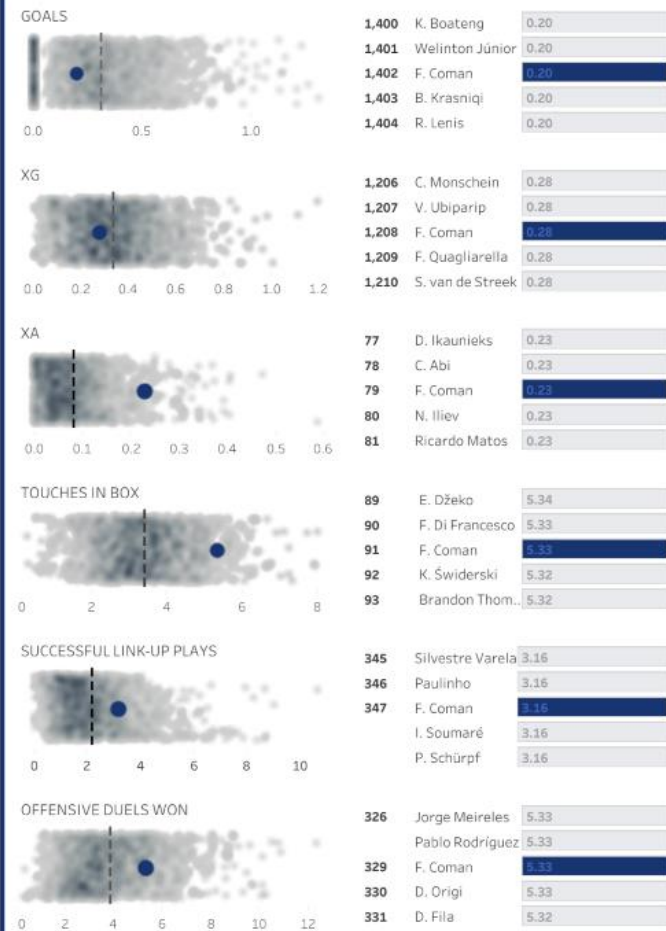 GOALS
0.0 0.5 1.0
1,400 K. Boateng 0.20
1,401 Welinton Júnior 0.20
1,402 F. Coman 0.20
1,403 B. Krasniqi 0.20
1,404 R. Lenis 0.20
XG
0.0 0.2 0.4 0.6 0.8 1.0 1.2
1,206 C. Monschein 0.28
1,207 V. Ubiparip 0.28
1,208 F. Coman 0.28
1,209 F. Quagliarella 0.28
1,210 S. van de Streek 0.28
XA
0.0 0.1 0.2 0.3 0.4 0.5 0.6
77 D. Ikaunieks 0.23
78 C. Abi 0.23
79 F. Coman 0.23
80 N. Iliev 0.23
81 Ricardo Matos 0.23
TOUCHES IN BOX
0 2 4 6 8
89 E. Džeko 5.34
90 F. Di Francesco 5.33
91 F. Coman 5.33
92 K. Świderski 5.32
93 Brandon Thom.. 5.32
SUCCESSFUL LINK-UP PLAYS
0 2 4 6 8 10
345 Silvestre Varela 3.16
346 Paulinho 3.16
347 F. Coman 3.16
I. Soumaré 3.16
P. Schürpf 3.16
OFFENSIVE DUELS WON
0 2 4 6 8 10 12
326 Jorge Meireles 5.33
Pablo Rodríguez 5.33
329 F. Coman 5.33
330 D. Origi 5.33
331 D. Fila 5.32